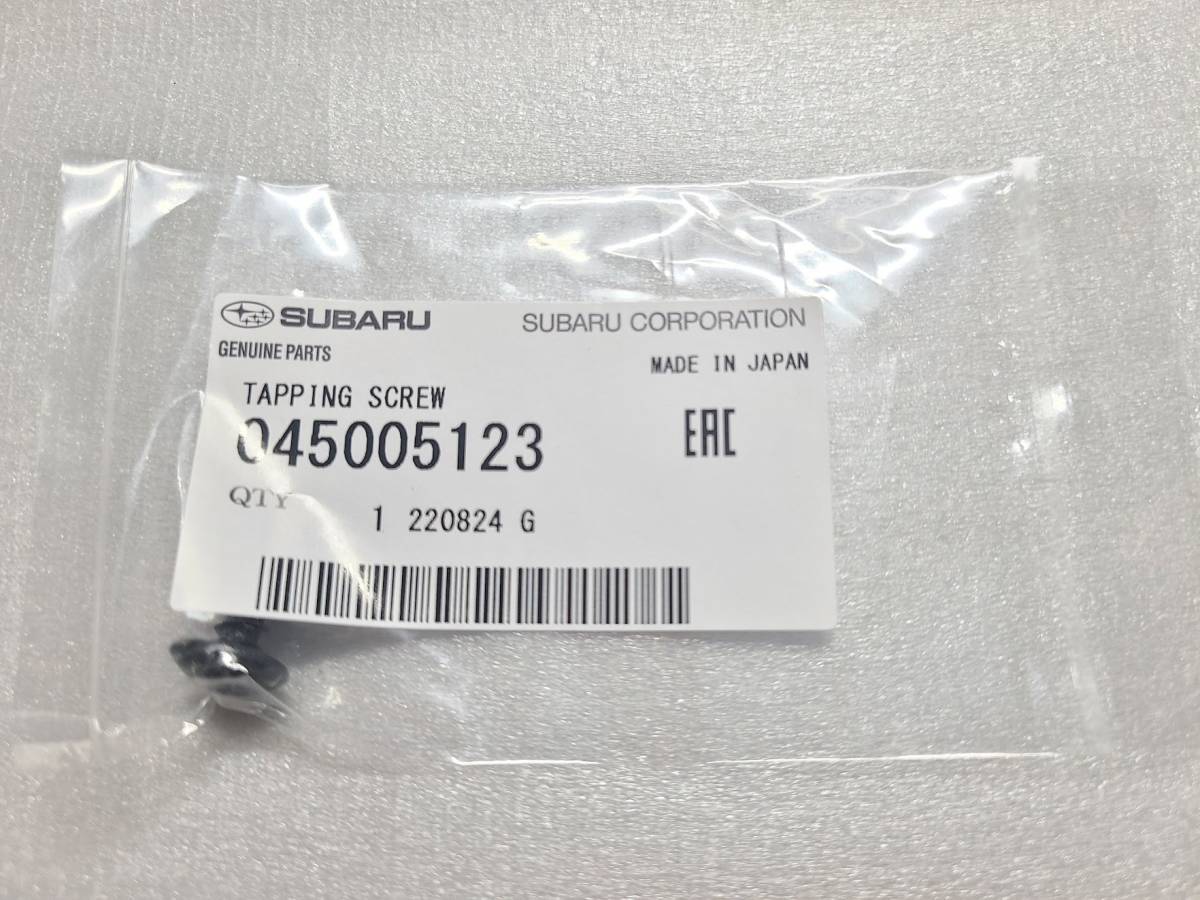 SUBARU SUBARU CORPORATION
GENUINE PARTS MADE IN JAPAN
TAPPING SCREW
045005123 EAC
QTY
1 220824 G